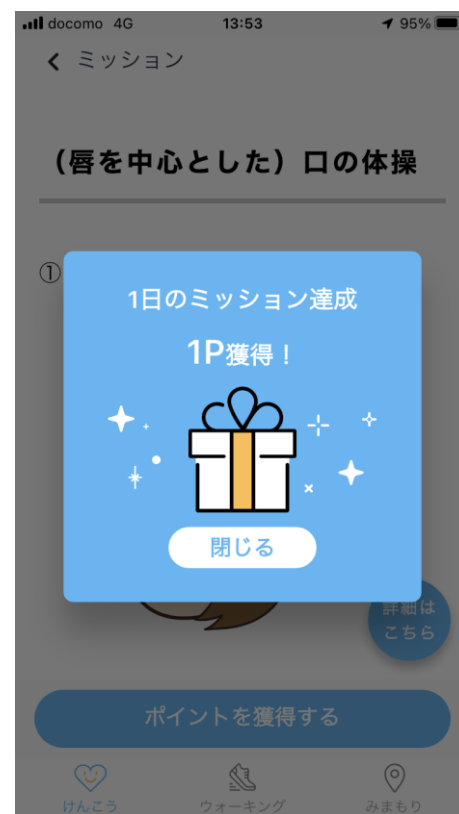 docomo 4G 13:53 95%
ミッション
（唇を中心とした）口の体操
①
1日のミッション達成
1P獲得！
閉じる
詳細は
こちら
ポイントを獲得する
けんこう ウォーキング みまもり